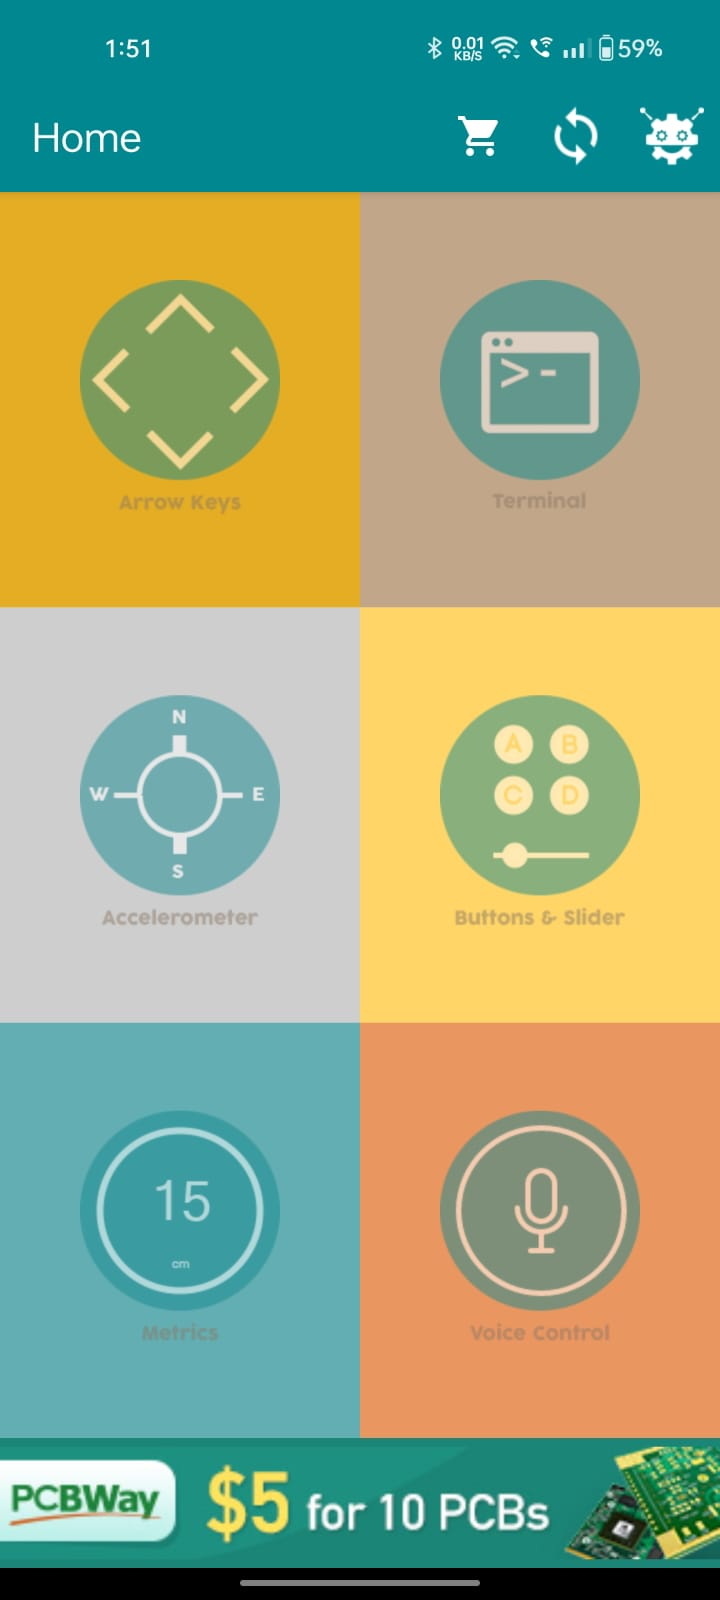 1:51
0.01
KB/S
59%
Home
Arrow Keys
>- 
Terminal
N
W E
S
Accelerometer
A B
C D
Buttons & Slider
15
cm
Metrics
Voice Control
PCBWay
$5 for 10 PCBs